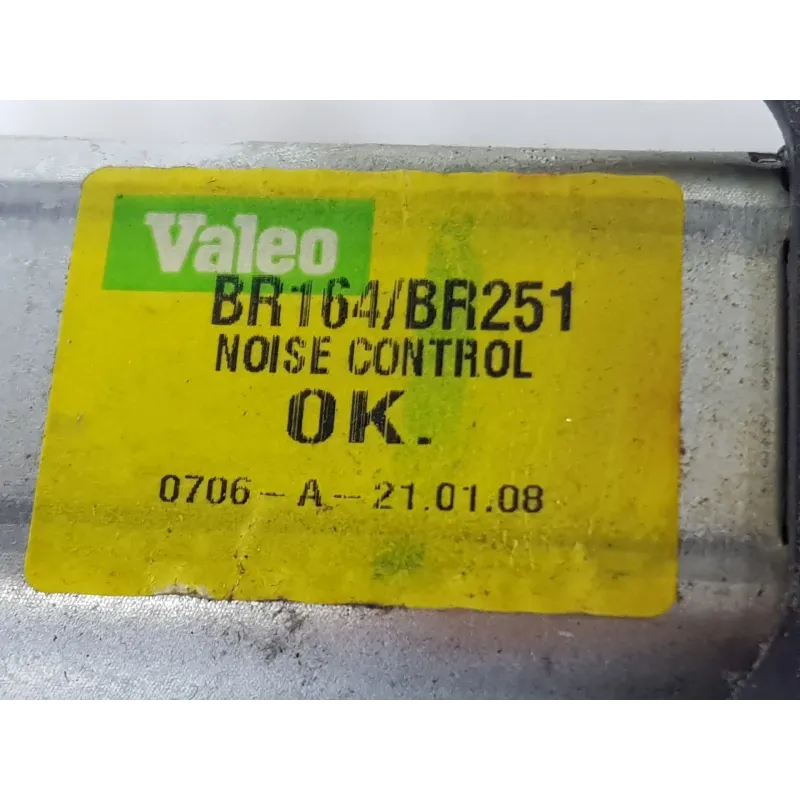 Valeo
BR164/BR251
NOISE CONTROL
OK.
0706-A-21.01.08